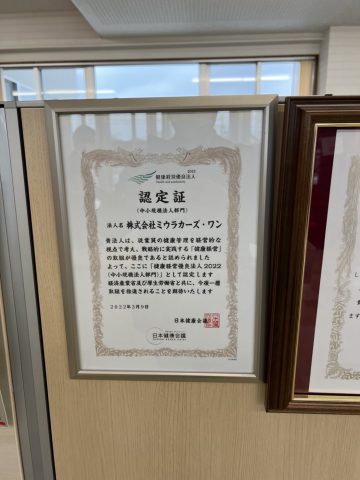 2022
健康経営優良法人
Health and productivity
認定証
(中小規模法人部門)
法人名 株式会社ミウラカーズ・ワン
貴法人は、従業員の健康管理を経営的な
視点で考え、戦略的に実践する「健康経営」
の取組が優良であると認められました
よって、ここに「健康経営優良法人2022
(中小規模法人部門)」として認定します
経済産業省及び厚生労働省と共に、今後一層
取組を推進されることを期待いたします
2022年3月9日
日本健康会議
日本健康会議